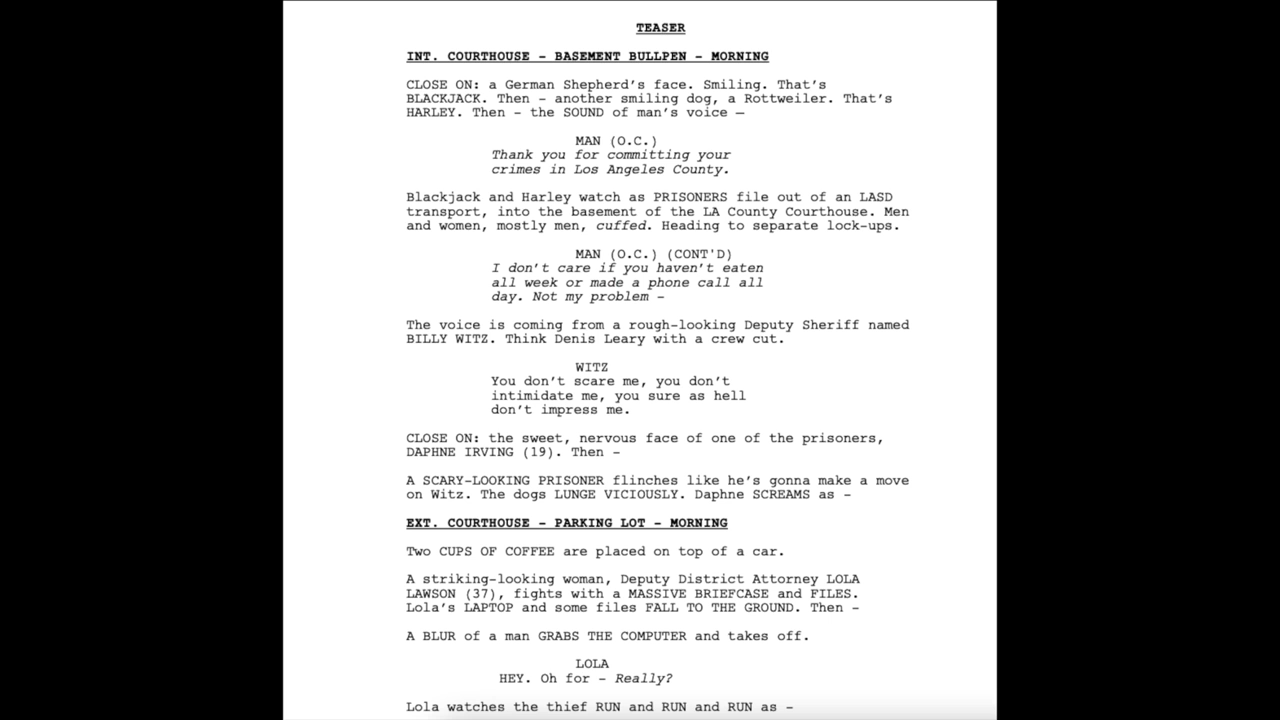 TEASER
INT. COURTHOUSE - BASEMENT BULLPEN - MORNING
CLOSE ON: a German Shepherd’s face. Smiling. That’s
BLACKJACK. Then - another smiling dog, a Rottweiler. That’s
HARLEY. Then - the SOUND of man’s voice —
MAN (O.C.)
Thank you for committing your
crimes in Los Angeles County.
Blackjack and Harley watch as PRISONERS file out of an LASD
transport, into the basement of the LA County Courthouse. Men
and women, mostly men, cuffed. Heading to separate lock-ups.
MAN (O.C.) (CONT'D)
I don’t care if you haven’t eaten
all week or made a phone call all
day. Not my problem -
The voice is coming from a rough-looking Deputy Sheriff named
BILLY WITZ. Think Denis Leary with a crew cut.
WITZ
You don’t scare me, you don’t
intimidate me, you sure as hell
don’t impress me.
CLOSE ON: the sweet, nervous face of one of the prisoners,
DAPHNE IRVING (19). Then -
A SCARY-LOOKING PRISONER flinches like he’s gonna make a move
on Witz. The dogs LUNGE VICIOUSLY. Daphne SCREAMS as -
EXT. COURTHOUSE - PARKING LOT - MORNING
Two CUPS OF COFFEE are placed on top of a car.
A striking-looking woman, Deputy District Attorney LOLA
LAWSON (37), fights with a MASSIVE BRIEFCASE and FILES.
Lola’s LAPTOP and some files FALL TO THE GROUND. Then -
A BLUR of a man GRABS THE COMPUTER and takes off.
LOLA
HEY. Oh for - Really?
Lola watches the thief RUN and RUN and RUN as -